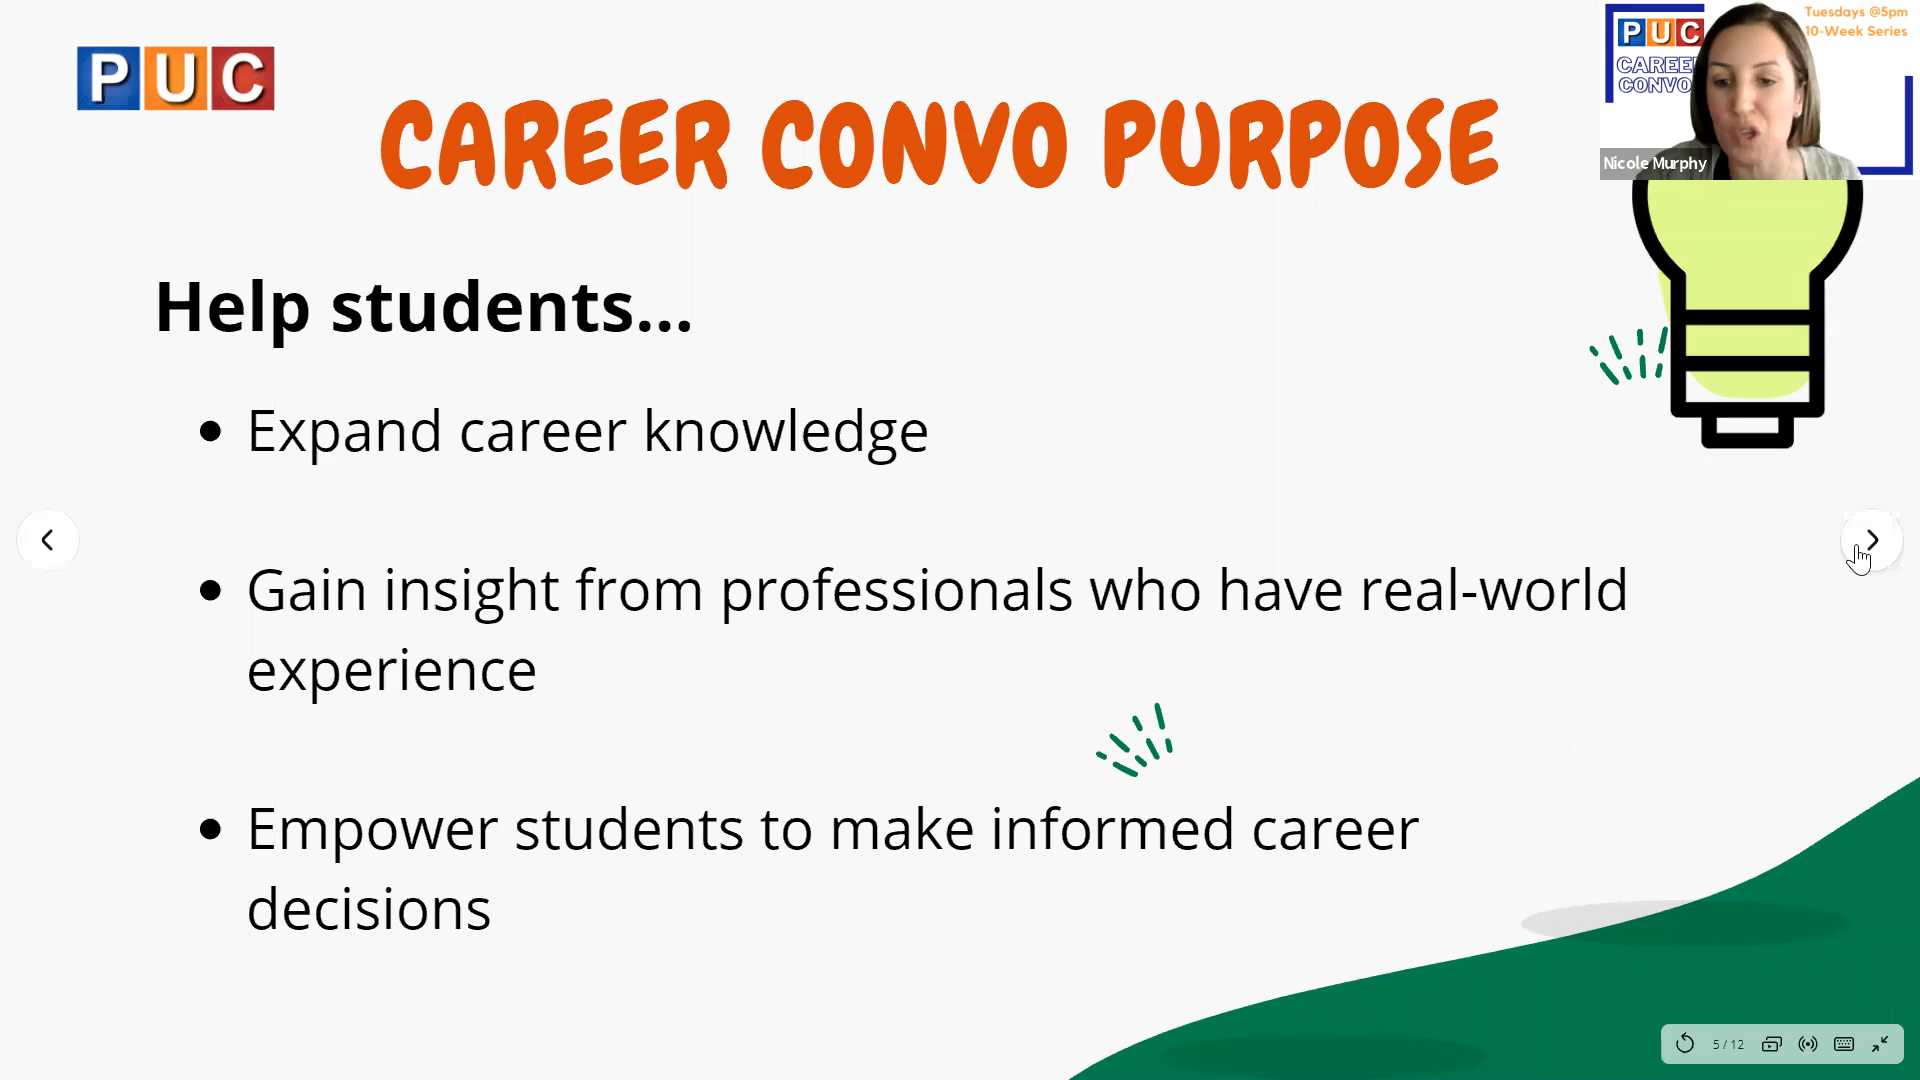 PUC
CAREER CONVO PURPOSE
Tuesdays @5pm
10-Week Series
PUC
CAREE
CONVO
Nicole Murphy
Help students...
• Expand career knowledge
• Gain insight from professionals who have real-world
experience
• Empower students to make informed career
decisions
5 / 12